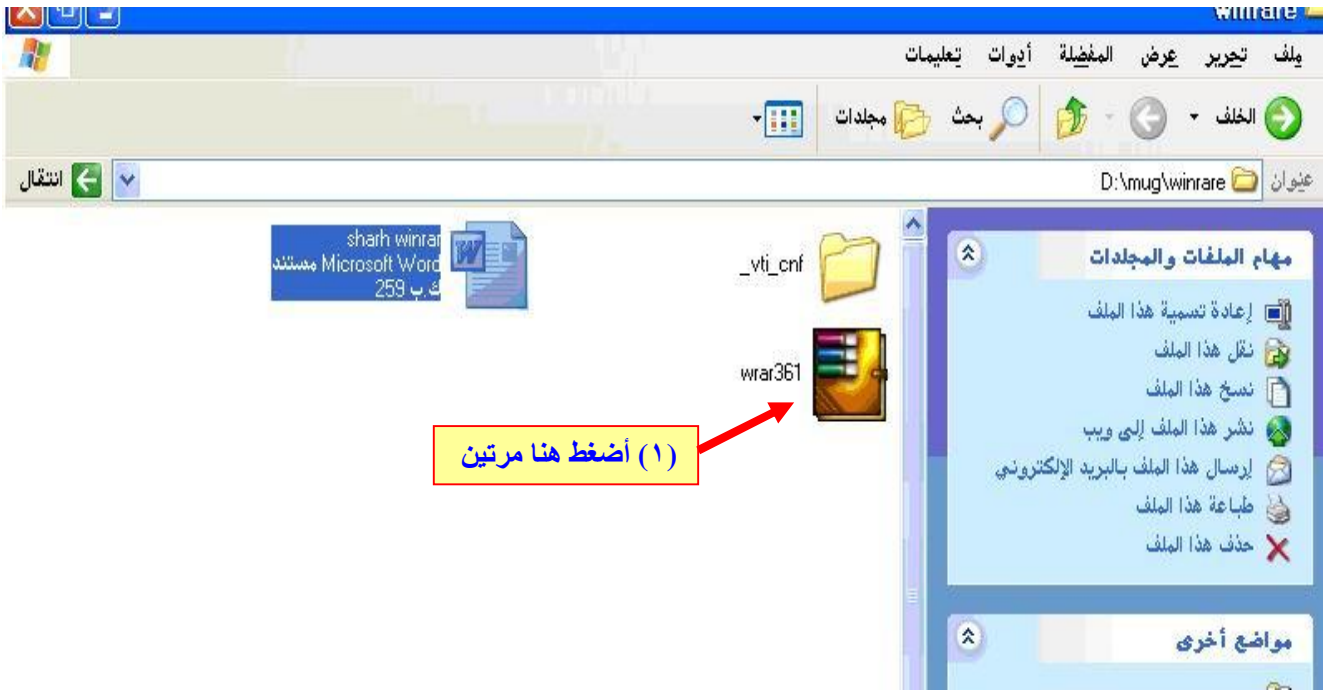 winrare
ملف تحرير عرض المفضلة أدوات تعليمات
الخلف بحث مجلدات
عنوان D:\mug\winrare انتقال
مهام الملفات والمجلدات
إعادة تسمية هذا الملف
نقل هذا الملف
نسخ هذا الملف
نشر هذا الملف إلى ويب
إرسال هذا الملف بالبريد الإلكتروني
طباعة هذا الملف
حذف هذا الملف
مواضع أخرى
_vti_cnf
sharh winrar
مستند Microsoft Word
259 ك.ب
wrar361
(١) أضغط هنا مرتين